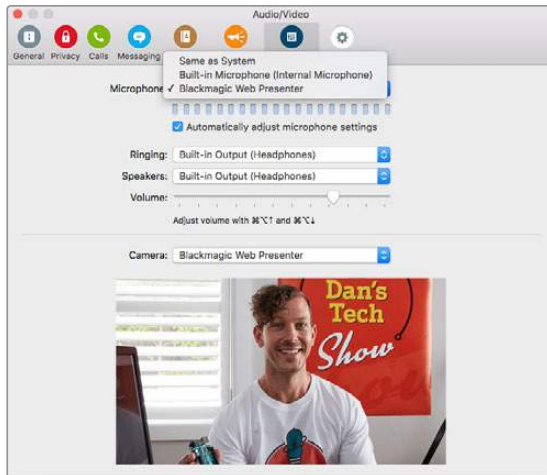 Audio/Video
General Privacy Calls Messaging
Same as System
Built-in Microphone (Internal Microphone)
Microphone ✓ Blackmagic Web Presenter
Automatically adjust microphone settings
Ringing: Built-in Output (Headphones)
Speakers: Built-in Output (Headphones)
Volume:
Adjust volume with ⌘⌥↑ and ⌘⌥↓
Camera: Blackmagic Web Presenter
Dan's
Tech
Show